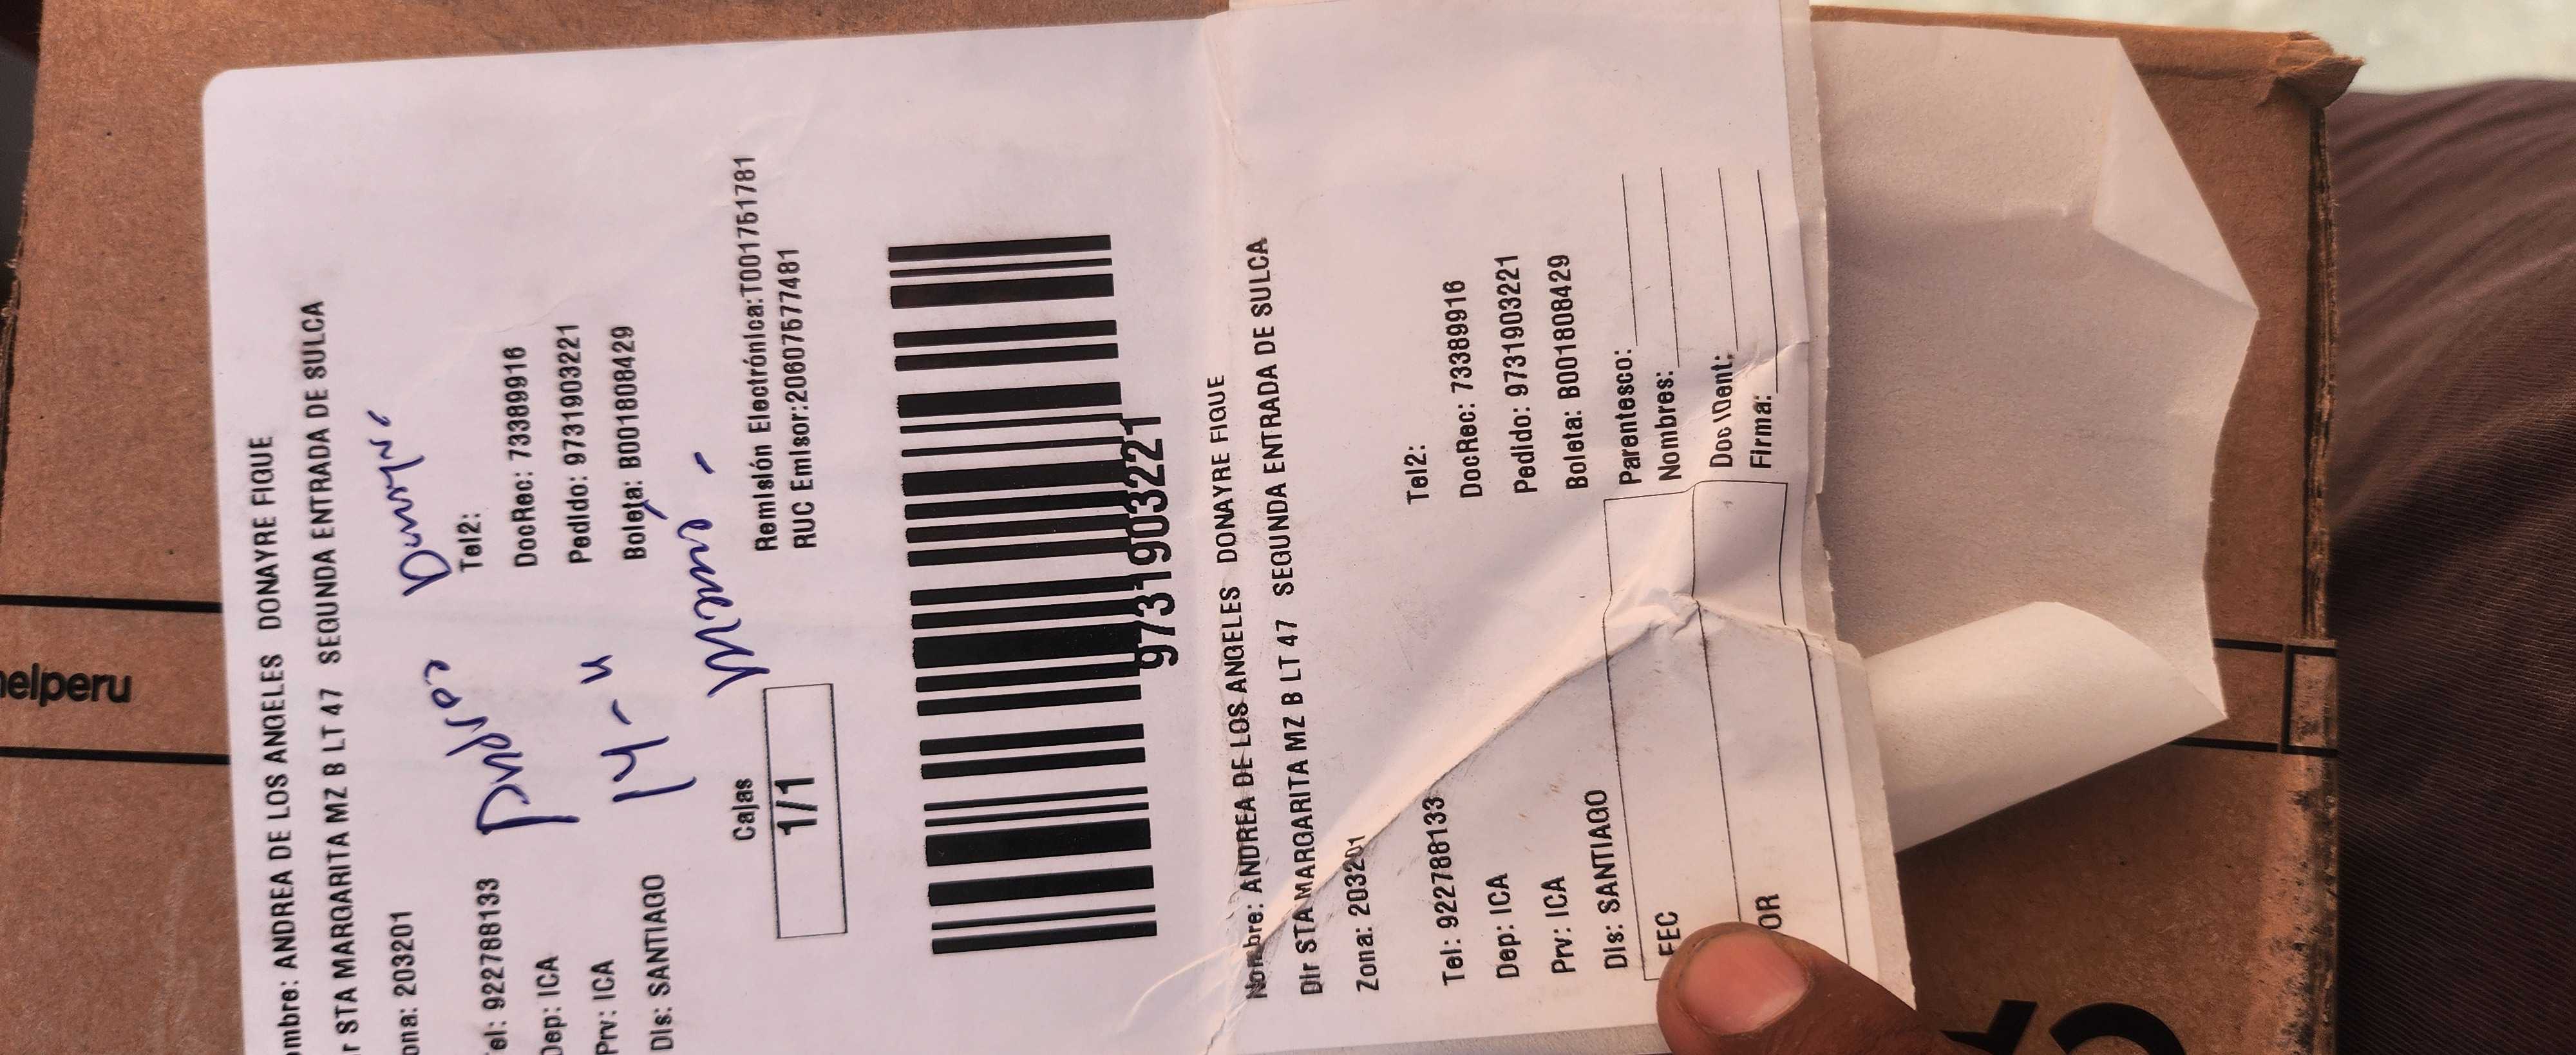 elperu
ombre: ANDREA DE LOS ANGELES DONAYRE FIGUE
r STA MARGARITA MZ B LT 47 SEGUNDA ENTRADA DE SULCA
ona: 203201
Donayre
el: 922788133
Andrea
Tel2:
Dep: ICA
DocRec: 73389916
Prv: ICA
14-
Pedido: 9731903221
Dis: SANTIAGO
Boleta: B001808429
Cajas
1/1
Remisión Electrónica:T001751781
RUC Emisor:20607577481
9731903221
Nombre: ANDREA DE LOS ANGELES DONAYRE FIGUE
Dir STA MARGARITA MZ B LT 47 SEGUNDA ENTRADA DE SULCA
Zona: 203201
Tel: 922788133
Tel2:
Dep: ICA
DocRec: 73389916
Prv: ICA
Pedido: 9731903221
Dis: SANTIAGO
Boleta: B001808429
FEC
Parentesco:
Nombres:
OR
Doc Ident:
Firma: